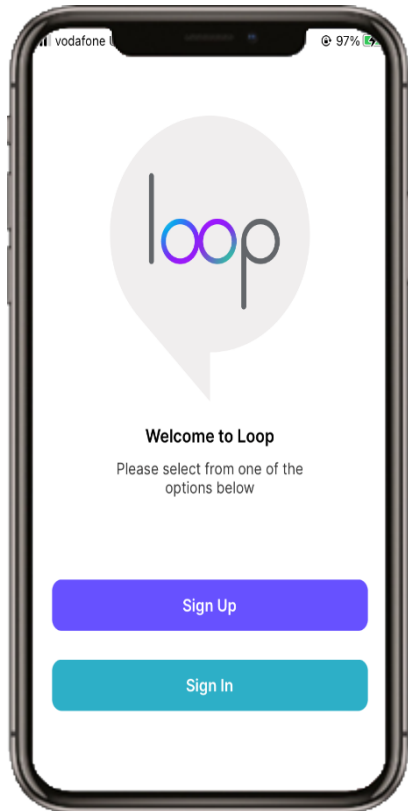 vodafone
97%
loop
Welcome to Loop
Please select from one of the
options below
Sign Up
Sign In